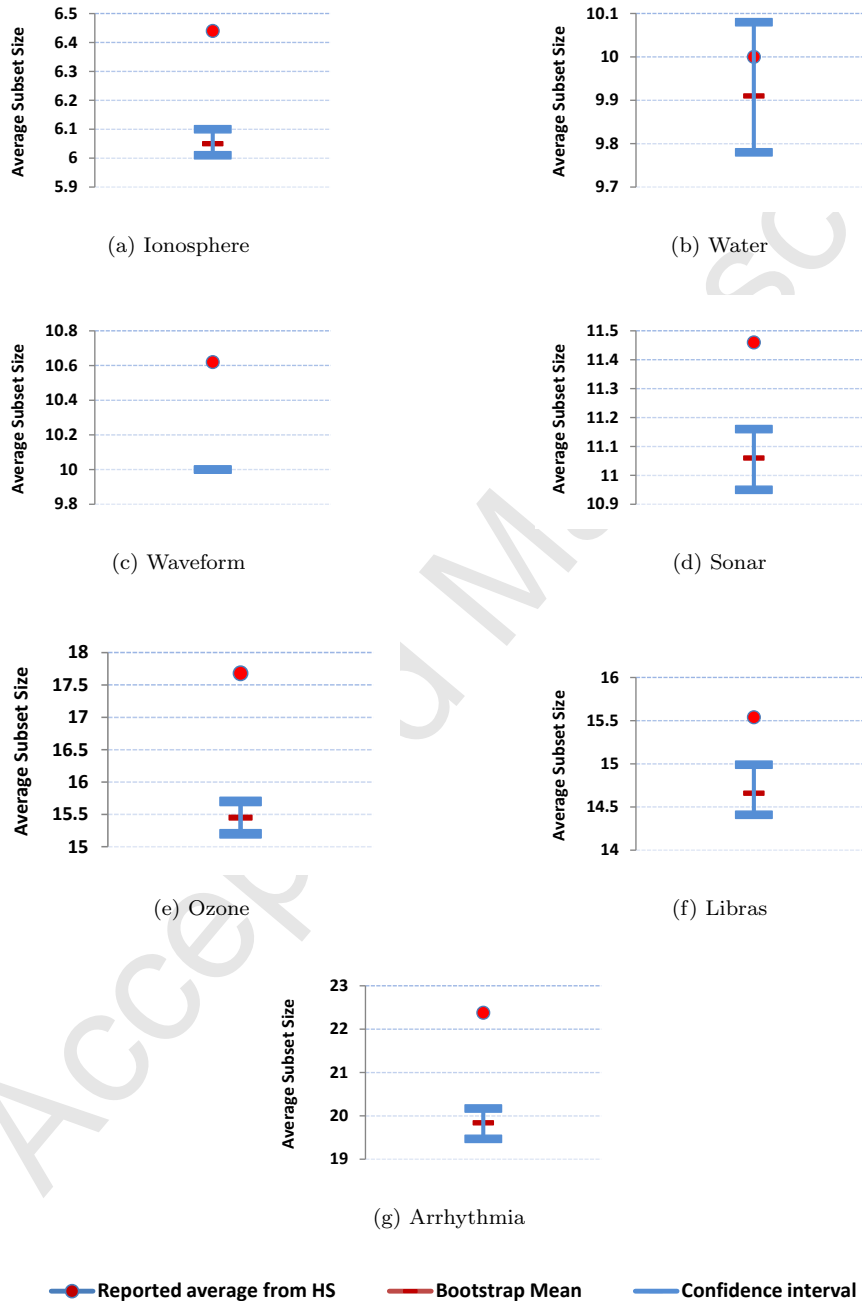 Average Subset Size
6.5
6.4
6.3
6.2
6.1
6
5.9
(a) Ionosphere
Average Subset Size
10.1
10
9.9
9.8
9.7
(b) Water
Average Subset Size
10.8
10.6
10.4
10.2
10
9.8
(c) Waveform
Average Subset Size
11.5
11.4
11.3
11.2
11.1
11
10.9
(d) Sonar
Average Subset Size
18
17.5
17
16.5
16
15.5
15
(e) Ozone
Average Subset Size
16
15.5
15
14.5
14
(f) Libras
Average Subset Size
23
22
21
20
19
(g) Arrhythmia
Reported average from HS
Bootstrap Mean
Confidence interval